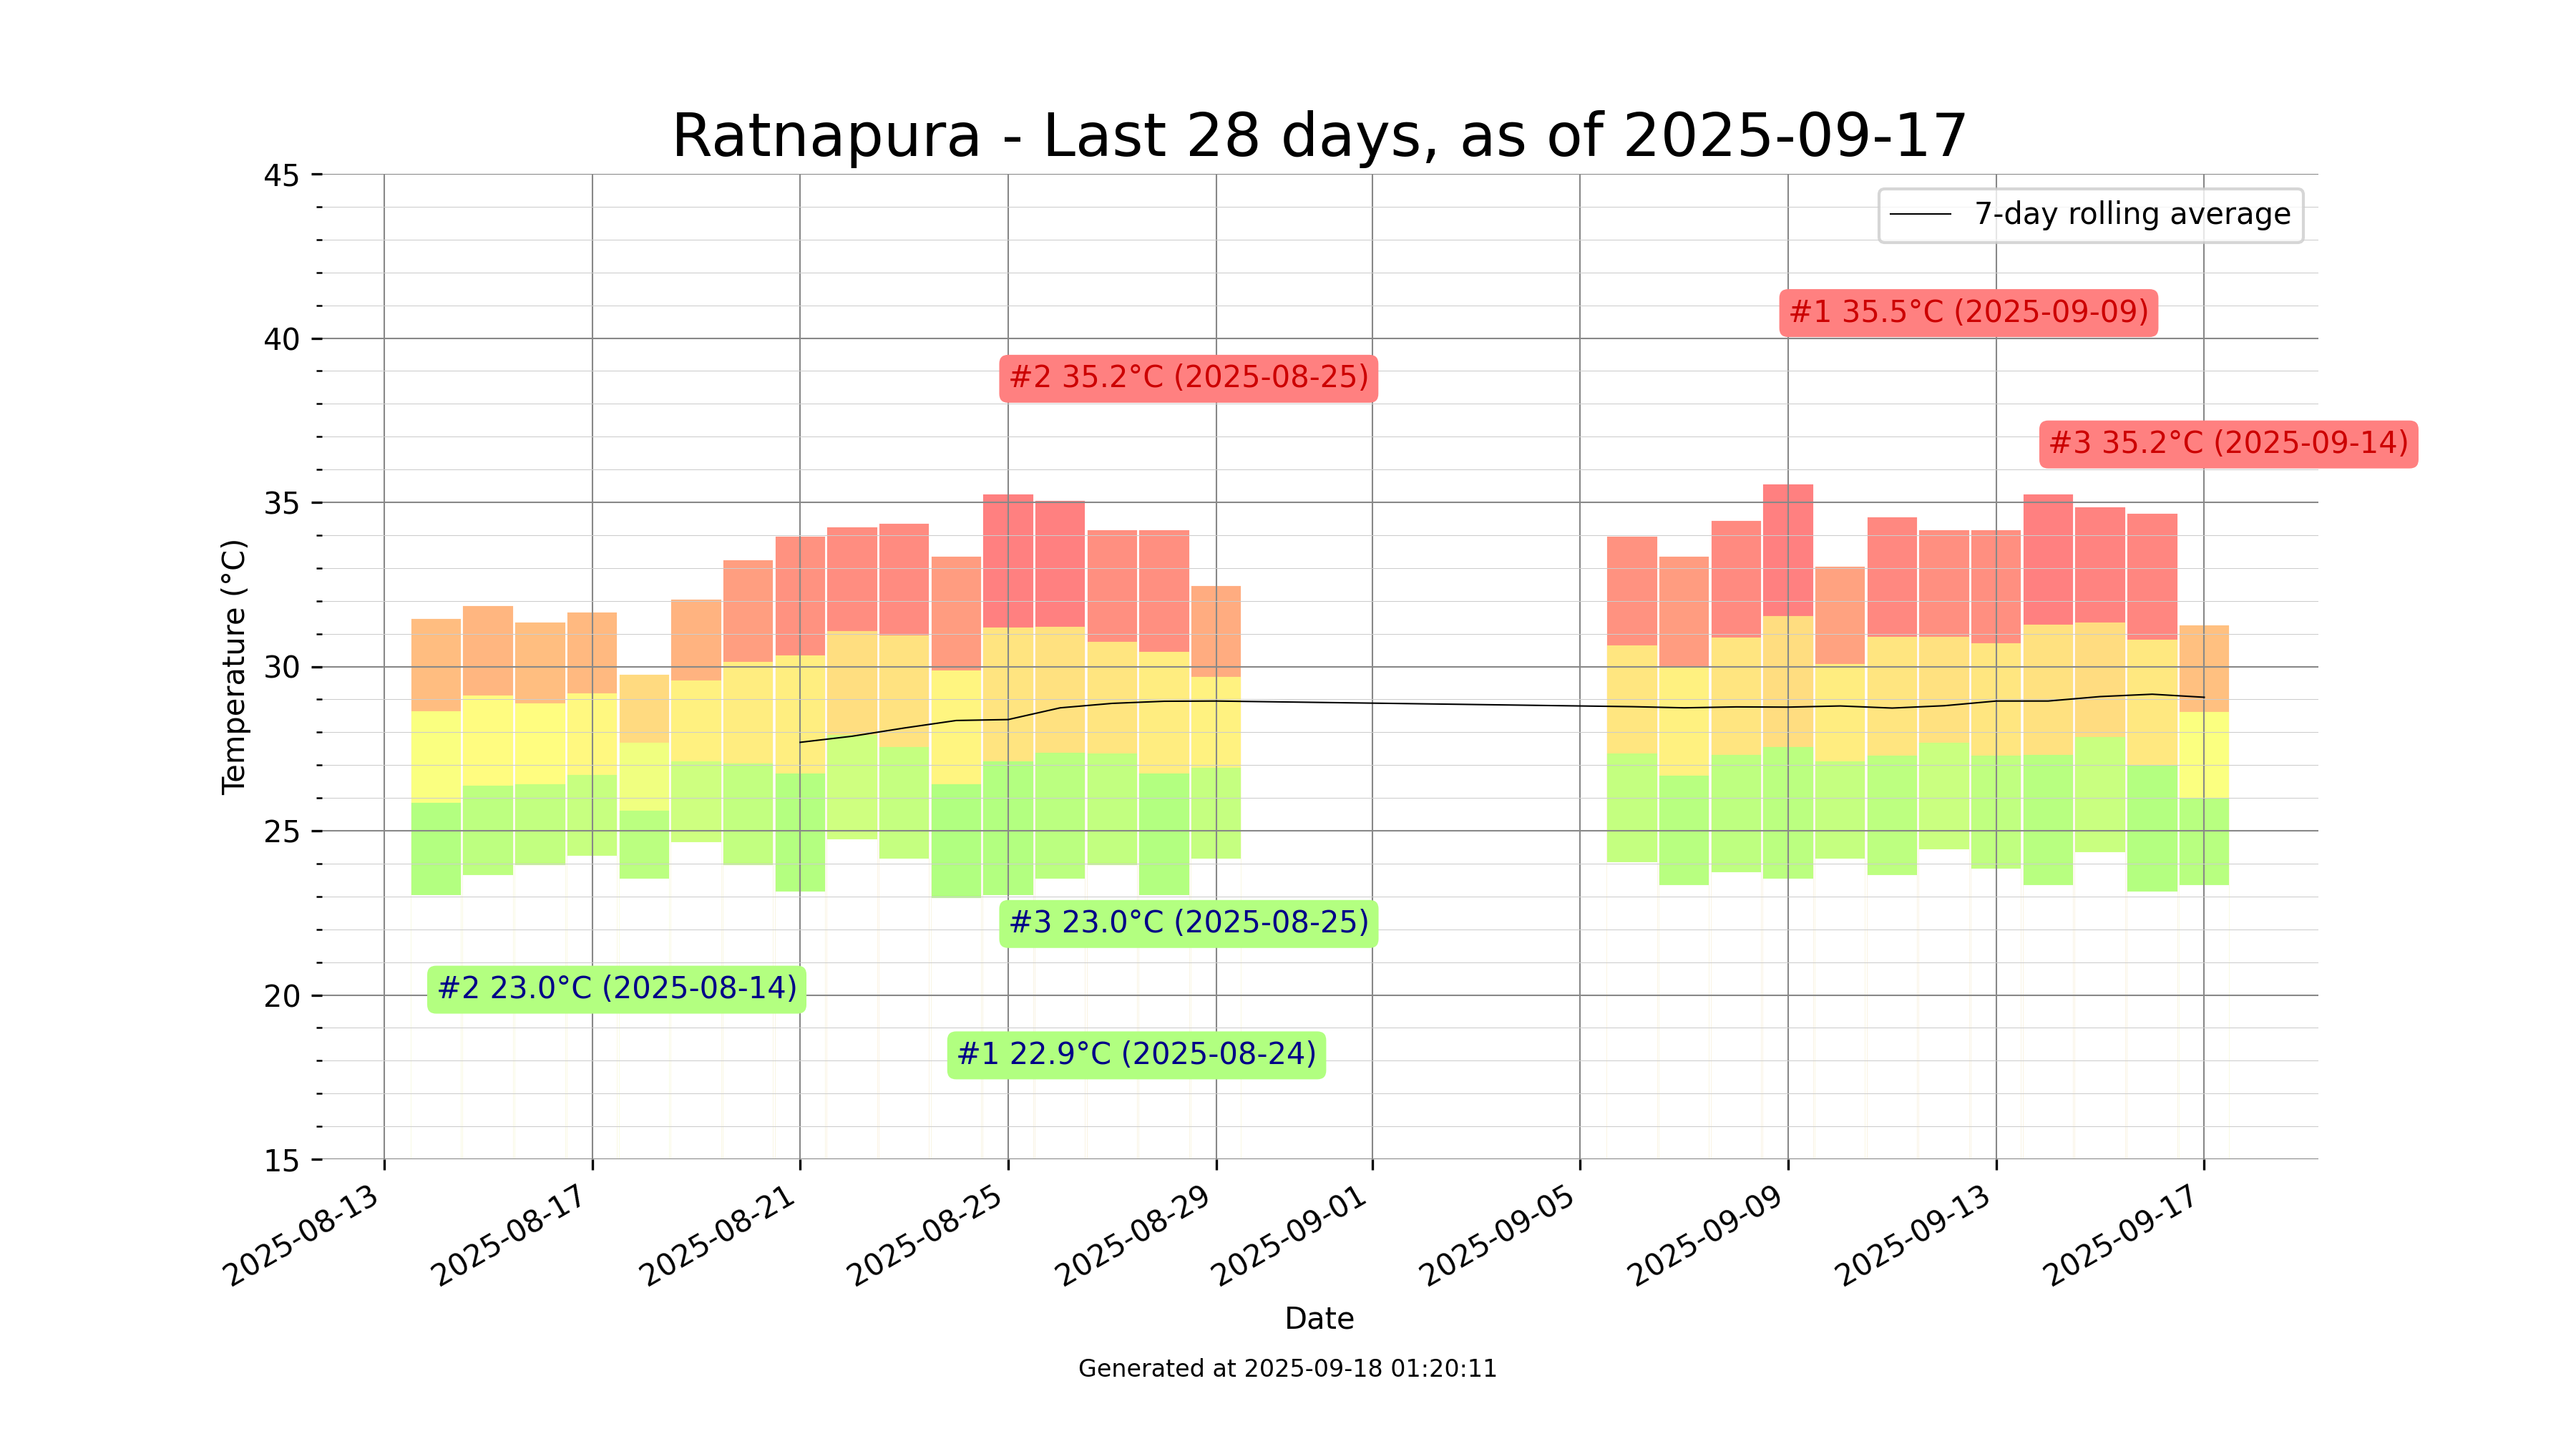 Ratnapura - Last 28 days, as of 2025-09-17
7-day rolling average
#1 35.5°C (2025-09-09)
#2 35.2°C (2025-08-25)
#3 35.2°C (2025-09-14)
#3 23.0°C (2025-08-25)
#2 23.0°C (2025-08-14)
#1 22.9°C (2025-08-24)
Temperature (°C)
45
40
35
30
25
20
15
2025-08-13
2025-08-17
2025-08-21
2025-08-25
2025-08-29
2025-09-01
2025-09-05
2025-09-09
2025-09-13
2025-09-17
Date
Generated at 2025-09-18 01:20:11